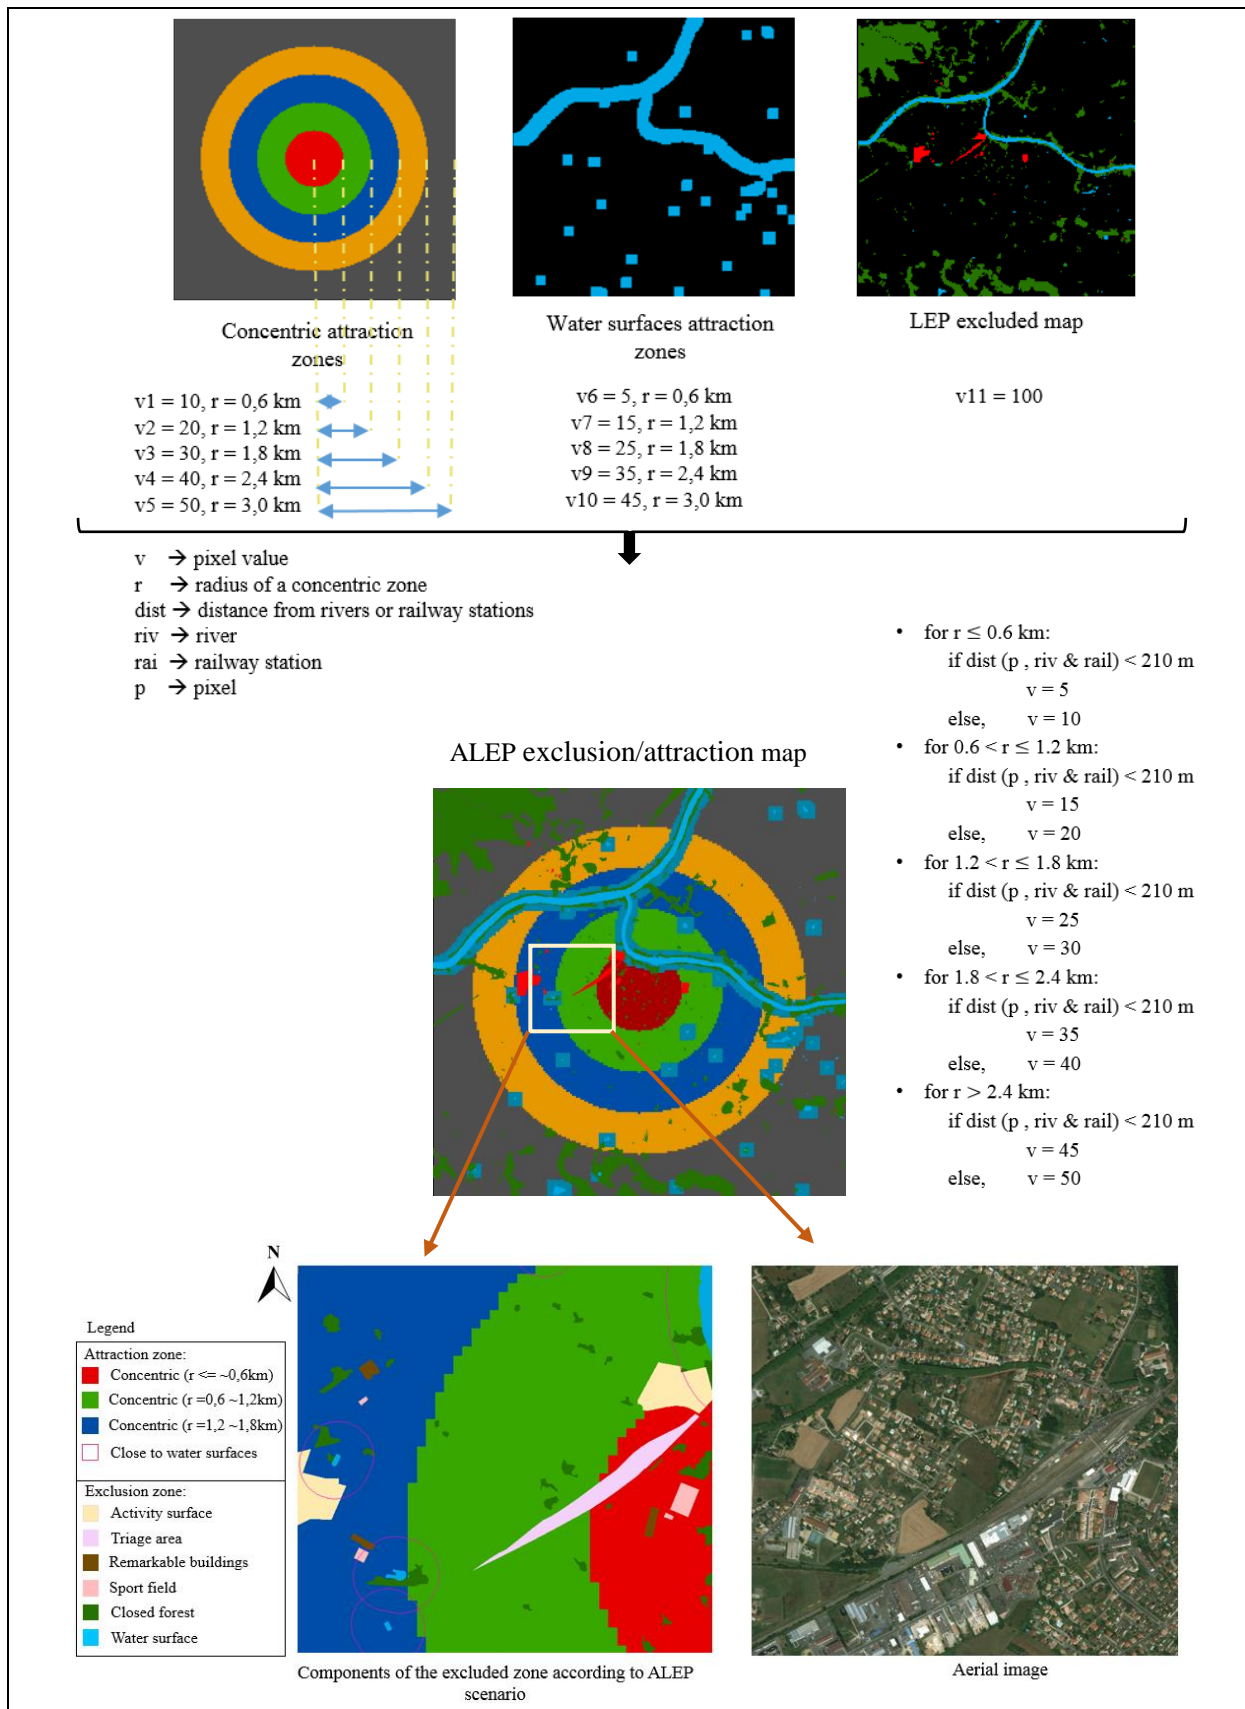 Concentric attraction
zones
v1 = 10, r = 0,6 km
v2 = 20, r = 1,2 km
v3 = 30, r = 1,8 km
v4 = 40, r = 2,4 km
v5 = 50, r = 3,0 km
Water surfaces attraction
zones
v6 = 5, r = 0,6 km
v7 = 15, r = 1,2 km
v8 = 25, r = 1,8 km
v9 = 35, r = 2,4 km
v10 = 45, r = 3,0 km
LEP excluded map
v11 = 100
v → pixel value
r → radius of a concentric zone
dist → distance from rivers or railway stations
riv → river
rai → railway station
p → pixel
• for r ≤ 0.6 km:
if dist (p , riv & rail) < 210 m
v = 5
else, v = 10
• for 0.6 < r ≤ 1.2 km:
if dist (p , riv & rail) < 210 m
v = 15
else, v = 20
• for 1.2 < r ≤ 1.8 km:
if dist (p , riv & rail) < 210 m
v = 25
else, v = 30
• for 1.8 < r ≤ 2.4 km:
if dist (p , riv & rail) < 210 m
v = 35
else, v = 40
• for r > 2.4 km:
if dist (p , riv & rail) < 210 m
v = 45
else, v = 50
ALEP exclusion/attraction map
N
Legend
Attraction zone:
Concentric (r <= ~0,6km)
Concentric (r =0,6 ~1,2km)
Concentric (r =1,2 ~1,8km)
Close to water surfaces
Exclusion zone:
Activity surface
Triage area
Remarkable buildings
Sport field
Closed forest
Water surface
Components of the excluded zone according to ALEP
scenario
Aerial image